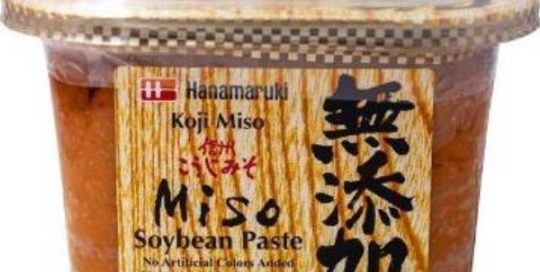 Hanamaruki
Koji Miso
信州
こうじみそ
Miso
Soybean Paste
No Artificial Colors Added
無添加